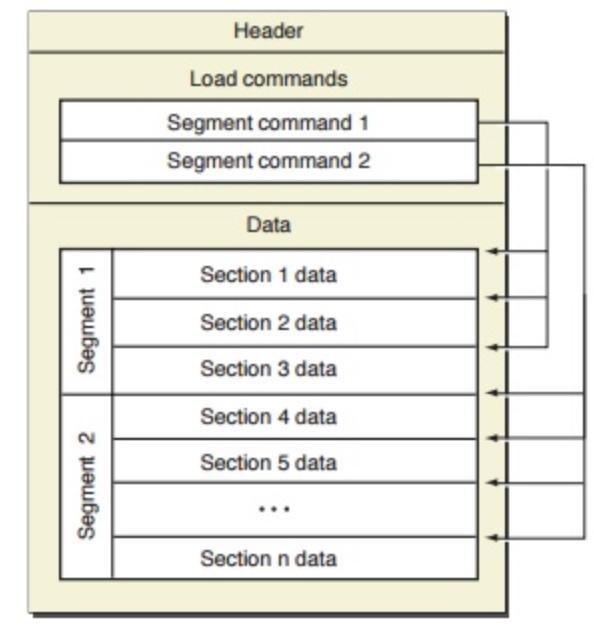 Header
Load commands
Segment command 1
Segment command 2
Data
Segment 1
Section 1 data
Section 2 data
Section 3 data
Segment 2
Section 4 data
Section 5 data
...
Section n data